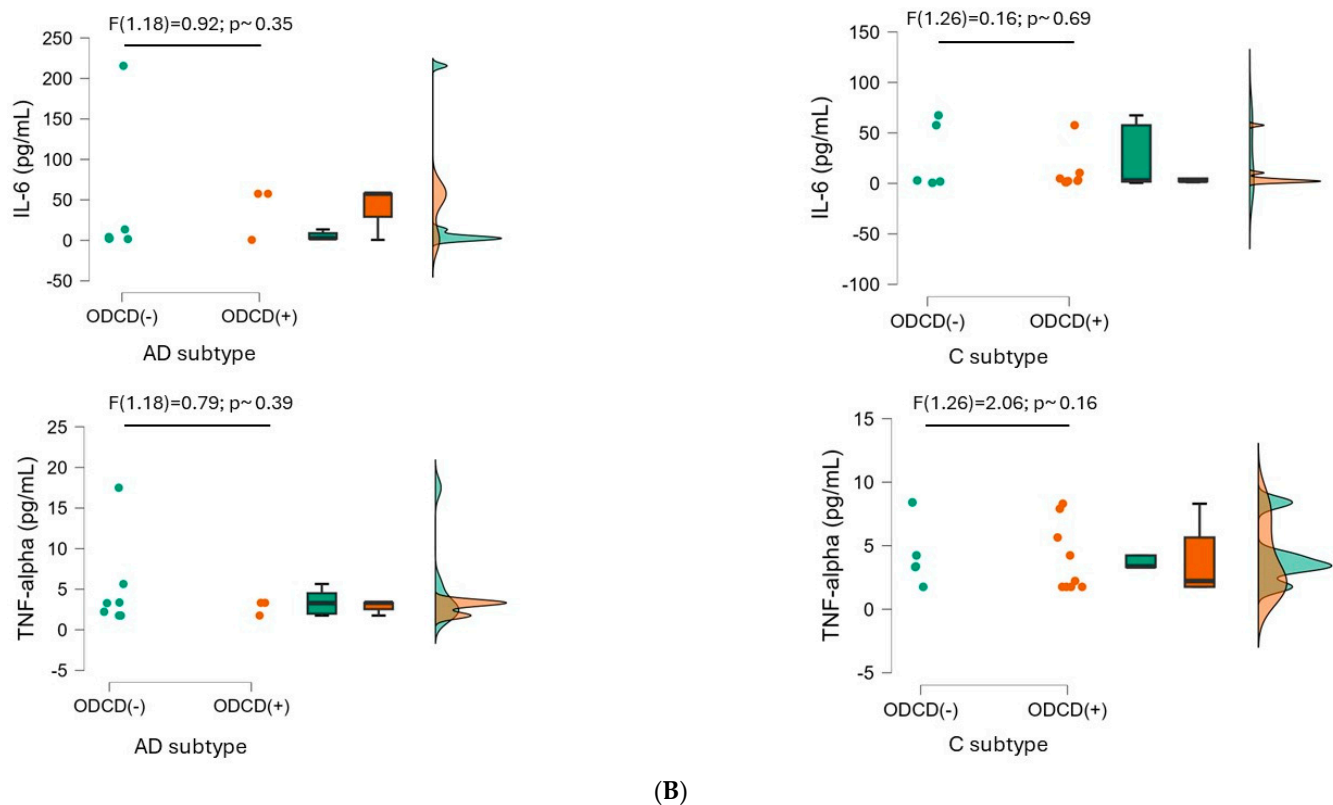 F(1.18)=0.92; p~ 0.35
250
200
150
100
50
0
-50
IL-6 (pg/mL)
ODCD(-) ODCD(+)
AD subtype
F(1.26)=0.16; p~ 0.69
150
100
50
0
-50
-100
IL-6 (pg/mL)
ODCD(-) ODCD(+)
C subtype
F(1.18)=0.79; p~ 0.39
25
20
15
10
5
0
-5
TNF-alpha (pg/mL)
ODCD(-) ODCD(+)
AD subtype
F(1.26)=2.06; p~ 0.16
15
10
5
0
-5
TNF-alpha (pg/mL)
ODCD(-) ODCD(+)
C subtype
(B)